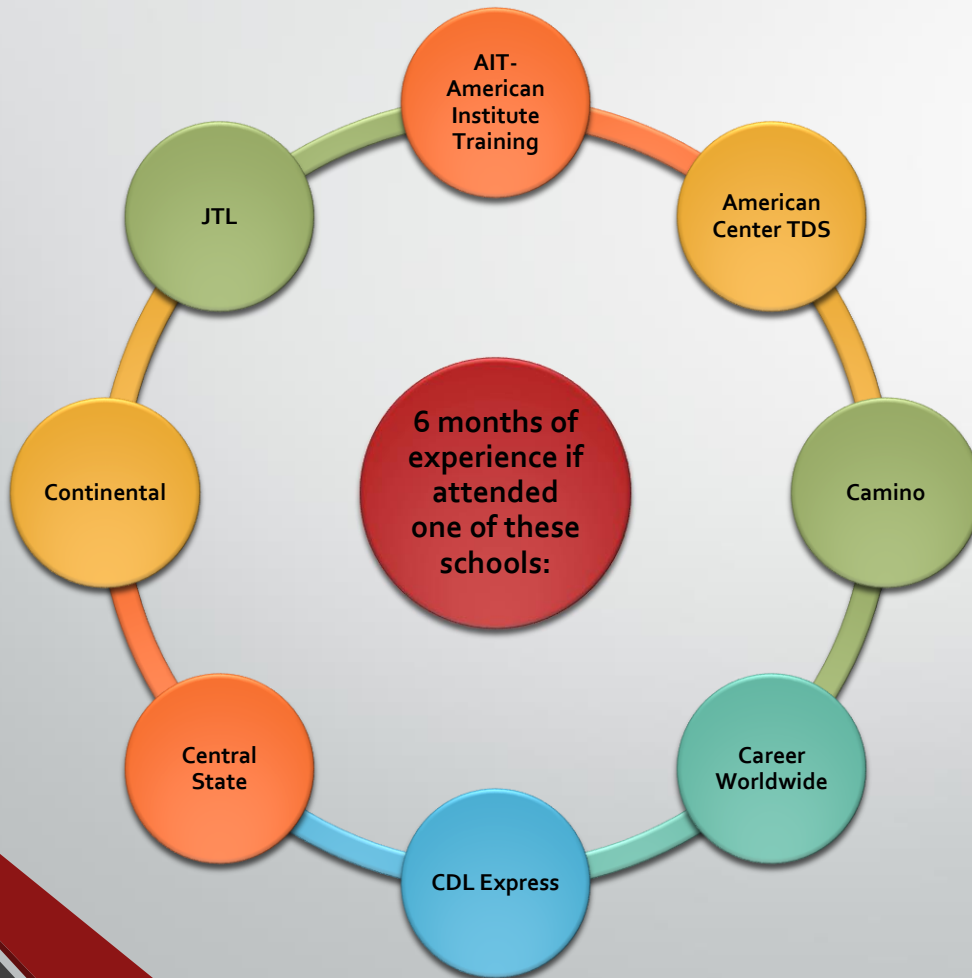 AIT-
American
Institute
Training
American
Center TDS
Camino
Career
Worldwide
CDL Express
Central
State
Continental
JTL
6 months of
experience if
attended
one of these
schools: